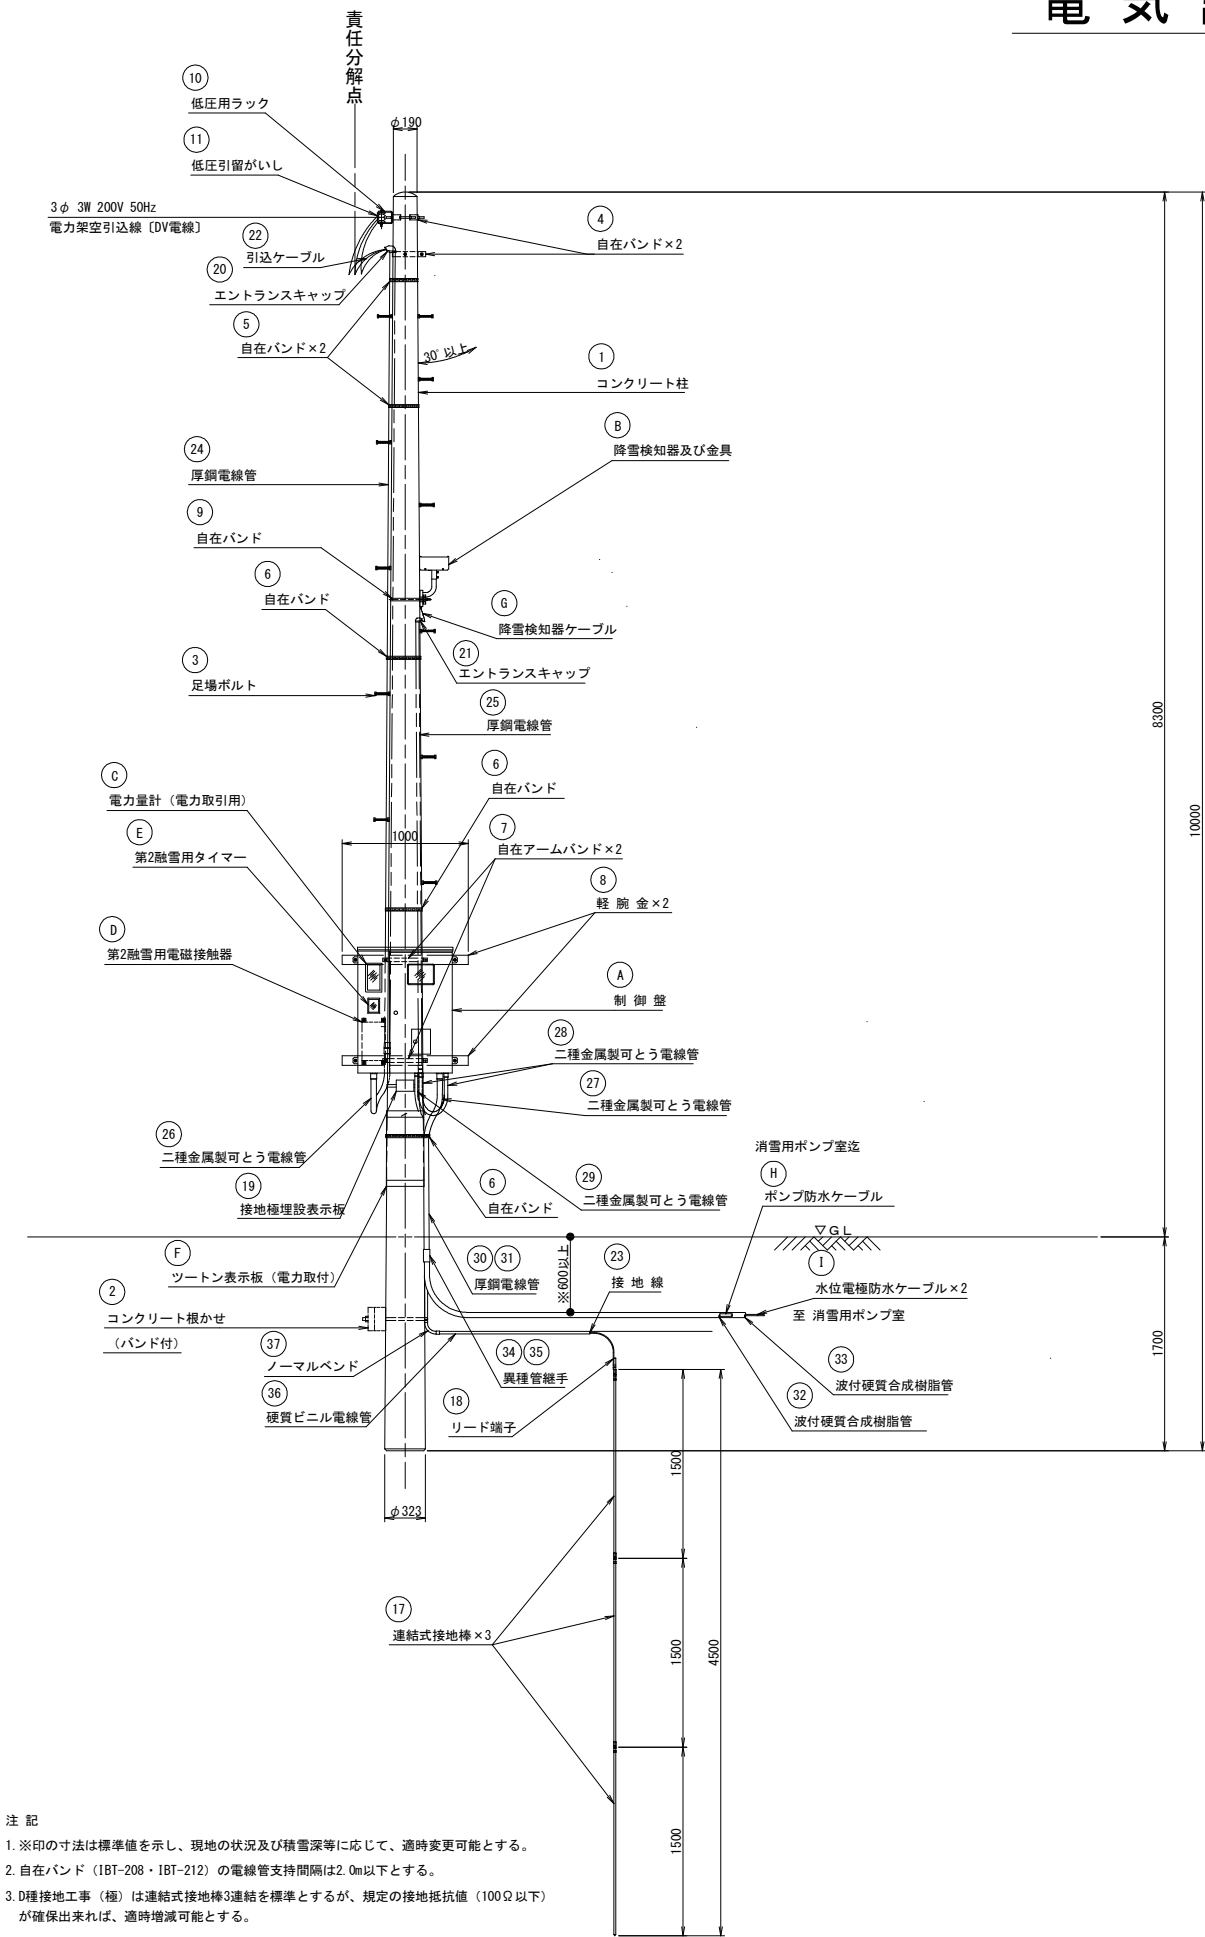 電気
責任分解点
10
低圧用ラック
φ190
11
低圧引留がいし
3φ 3W 200V 50Hz
電力架空引込線〔DV電線〕
4
自在バンド×2
22
引込ケーブル
20
エントランスキャップ
5
自在バンド×2
30°以上
1
コンクリート柱
B
降雪検知器及び金具
24
厚鋼電線管
9
自在バンド
6
自在バンド
G
降雪検知器ケーブル
21
エントランスキャップ
3
足場ボルト
25
厚鋼電線管
8300
10000
6
自在バンド
C
電力量計（電力取引用）
1000
7
自在アームバンド×2
E
第2融雪用タイマー
8
軽 腕 金×2
D
第2融雪用電磁接触器
A
制 御 盤
28
二種金属製可とう電線管
27
二種金属製可とう電線管
26
二種金属製可とう電線管
消雪用ポンプ室迄
H
ポンプ防水ケーブル
29
二種金属製可とう電線管
19
接地極埋設表示板
6
自在バンド
▽GL
F
ツートン表示板（電力取付）
30 31
厚鋼電線管
※600以上
23
接 地 線
I
水位電極防水ケーブル×2
至 消雪用ポンプ室
2
コンクリート根かせ
（バンド付）
1700
37
ノーマルベンド
34 35
異種管継手
33
波付硬質合成樹脂管
36
硬質ビニル電線管
18
リード端子
32
波付硬質合成樹脂管
1500
φ323
17
連結式接地棒×3
1500
4500
1500
注 記
1.※印の寸法は標準値を示し、現地の状況及び積雪深等に応じて、適時変更可能とする。
2.自在バンド（IBT-208・IBT-212）の電線管支持間隔は2.0m以下とする。
3.D種接地工事（極）は連結式接地棒3連結を標準とするが、規定の接地抵抗値（100Ω以下）
が確保出来れば、適時増減可能とする。